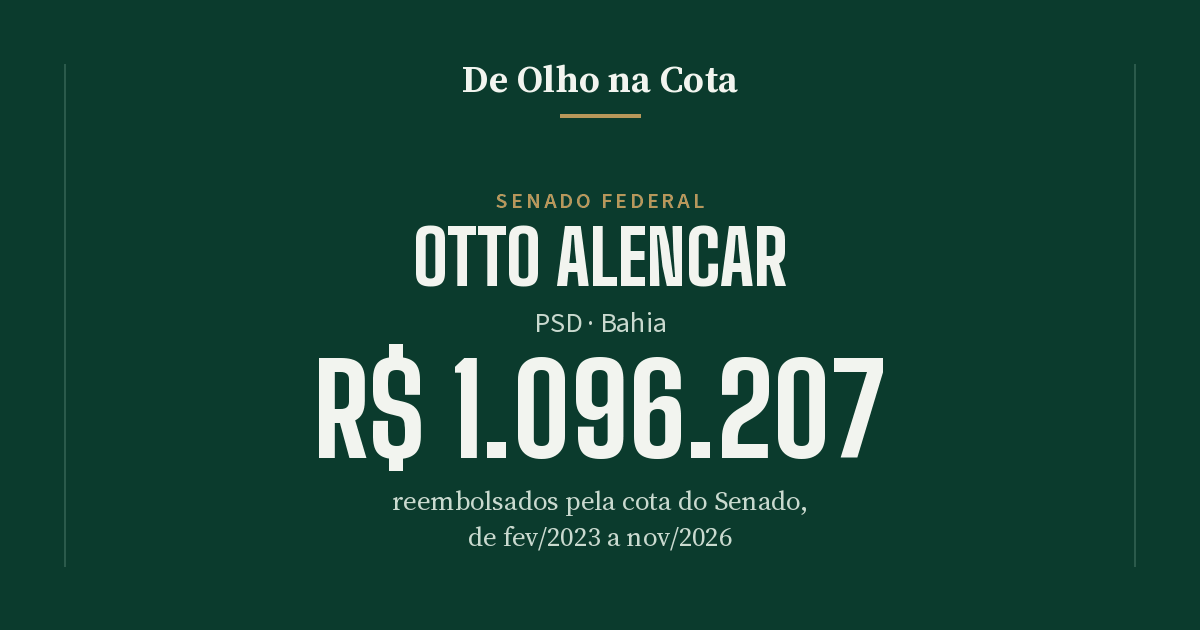 De Olho na Cota
SENADO FEDERAL
OTTO ALENCAR
PSD · Bahia
R$ 1.096.207
reembolsados pela cota do Senado,
de fev/2023 a nov/2026